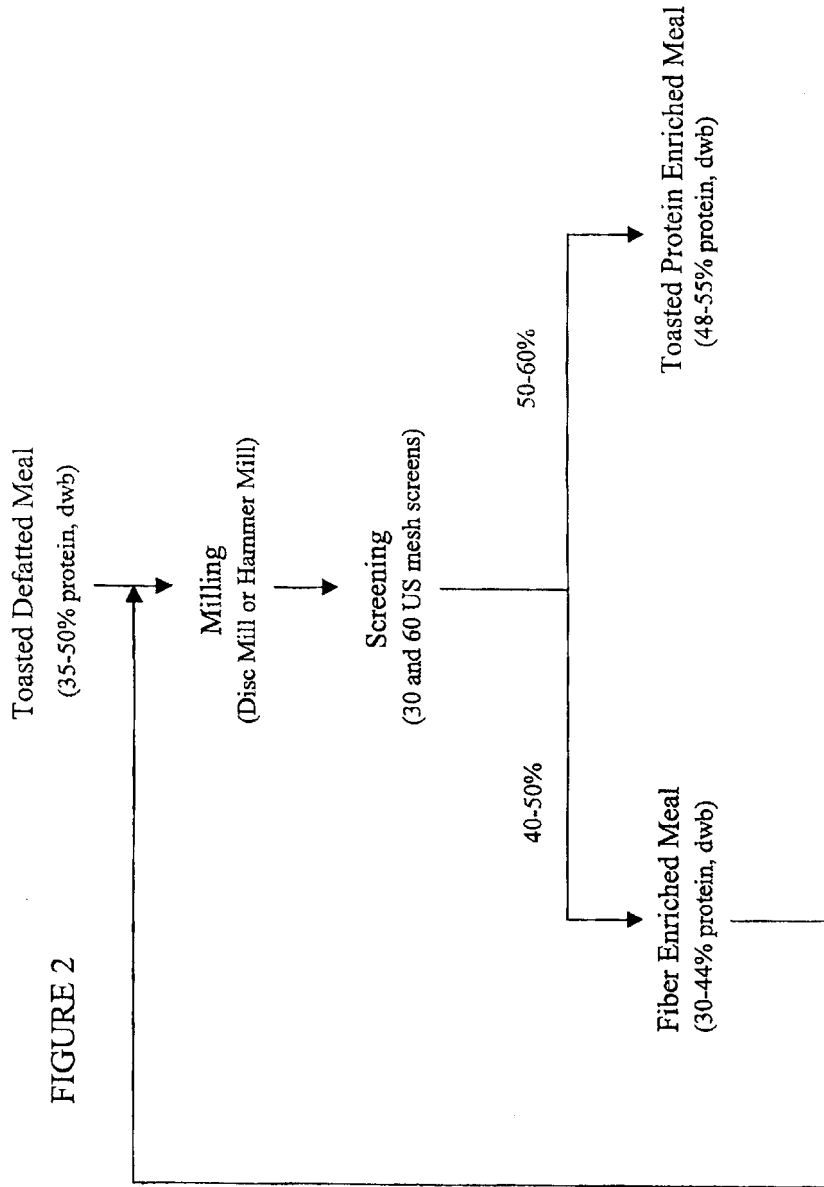 FIGURE 2
Toasted Defatted Meal
(35-50% protein, dwb)
Milling
(Disc Mill or Hammer Mill)
Screening
(30 and 60 US mesh screens)
40-50%
50-60%
Fiber Enriched Meal
(30-44% protein, dwb)
Toasted Protein Enriched Meal
(48-55% protein, dwb)